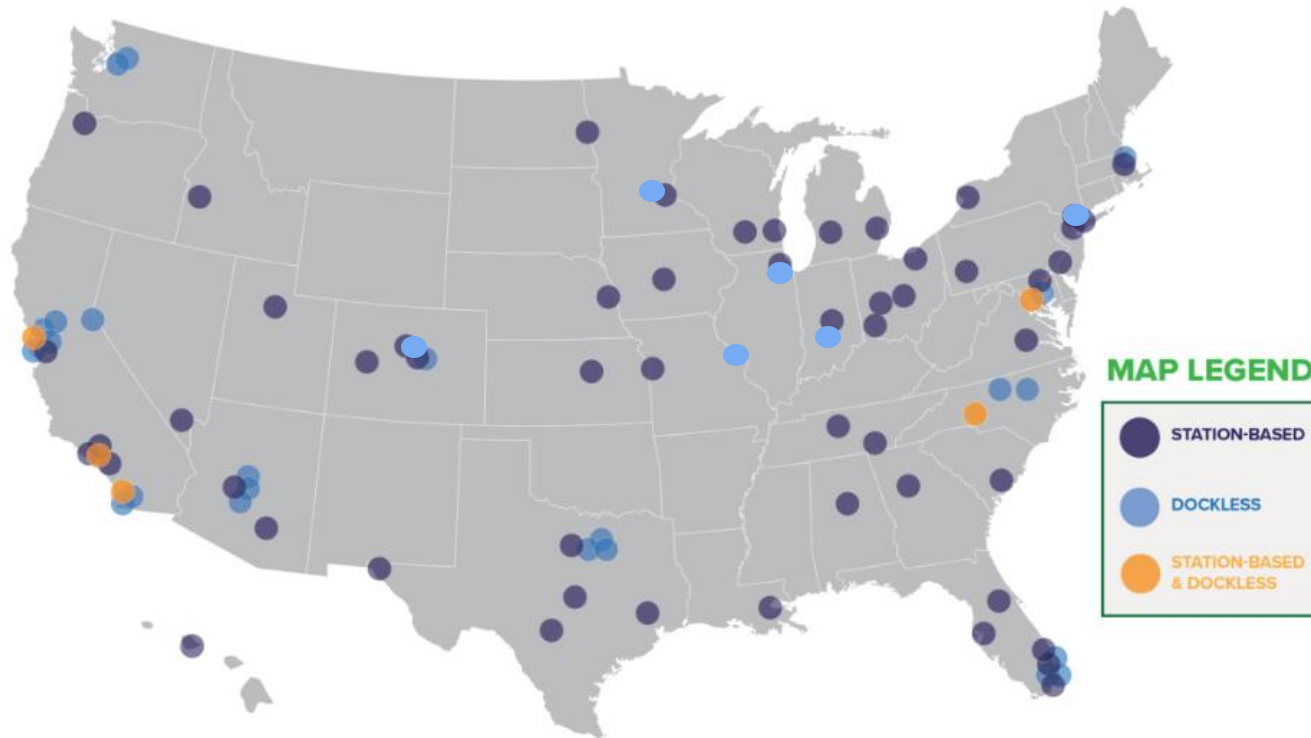 MAP LEGEND
STATION-BASED
DOCKLESS
STATION-BASED
& DOCKLESS